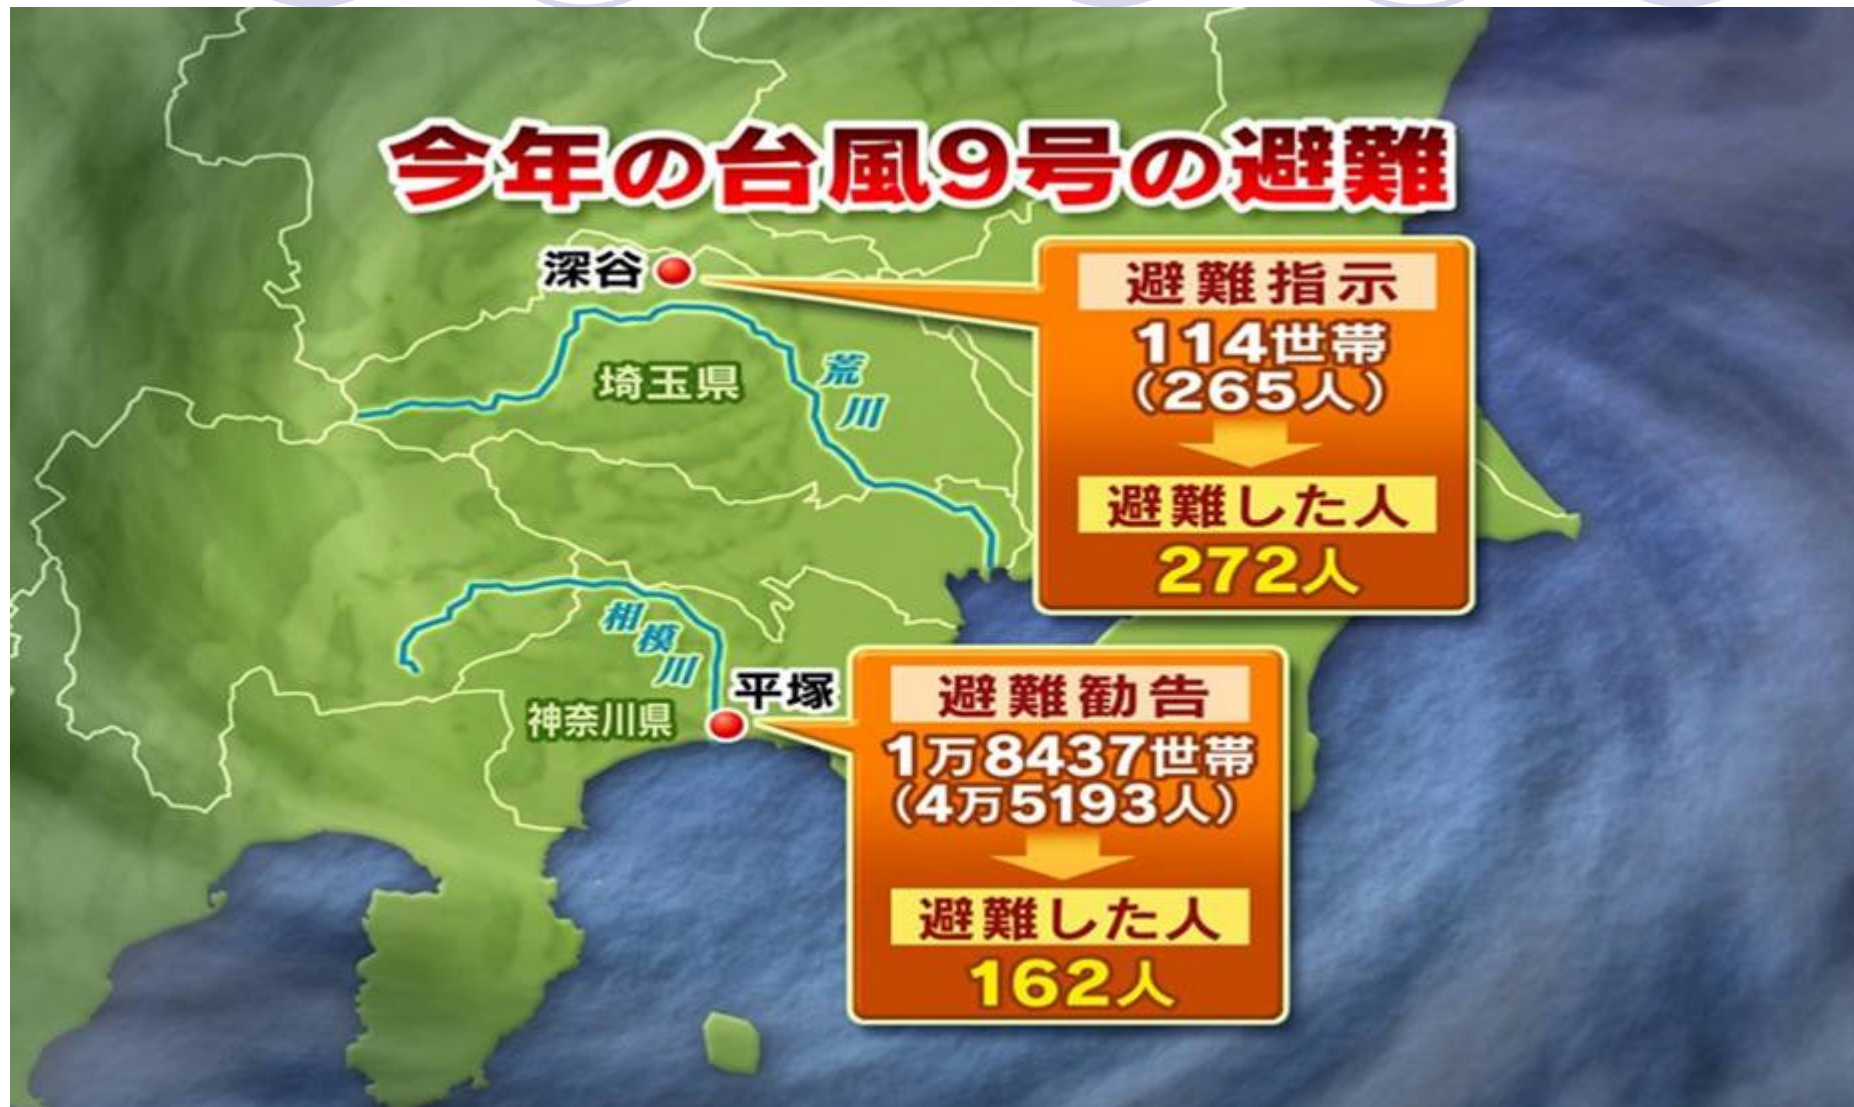 今年の台風9号の避難
深谷
避難指示
114世帯
（265人）
避難した人
272人
埼玉県
荒川
相模川
平塚
神奈川県
避難勧告
1万8437世帯
（4万5193人）
避難した人
162人